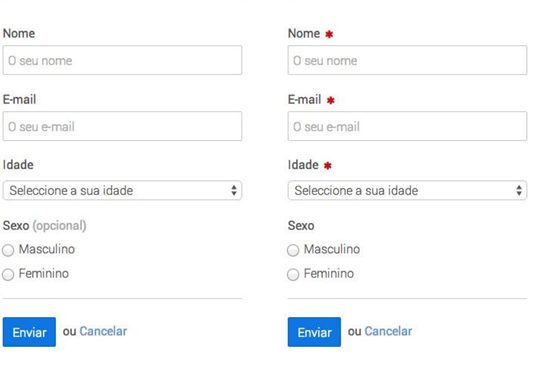 Nome
O seu nome
E-mail
O seu e-mail
Idade
Seleccione a sua idade
Sexo (opcional)
Masculino
Feminino
Enviar ou Cancelar
Nome *
O seu nome
E-mail *
O seu e-mail
Idade *
Seleccione a sua idade
Sexo
Masculino
Feminino
Enviar ou Cancelar